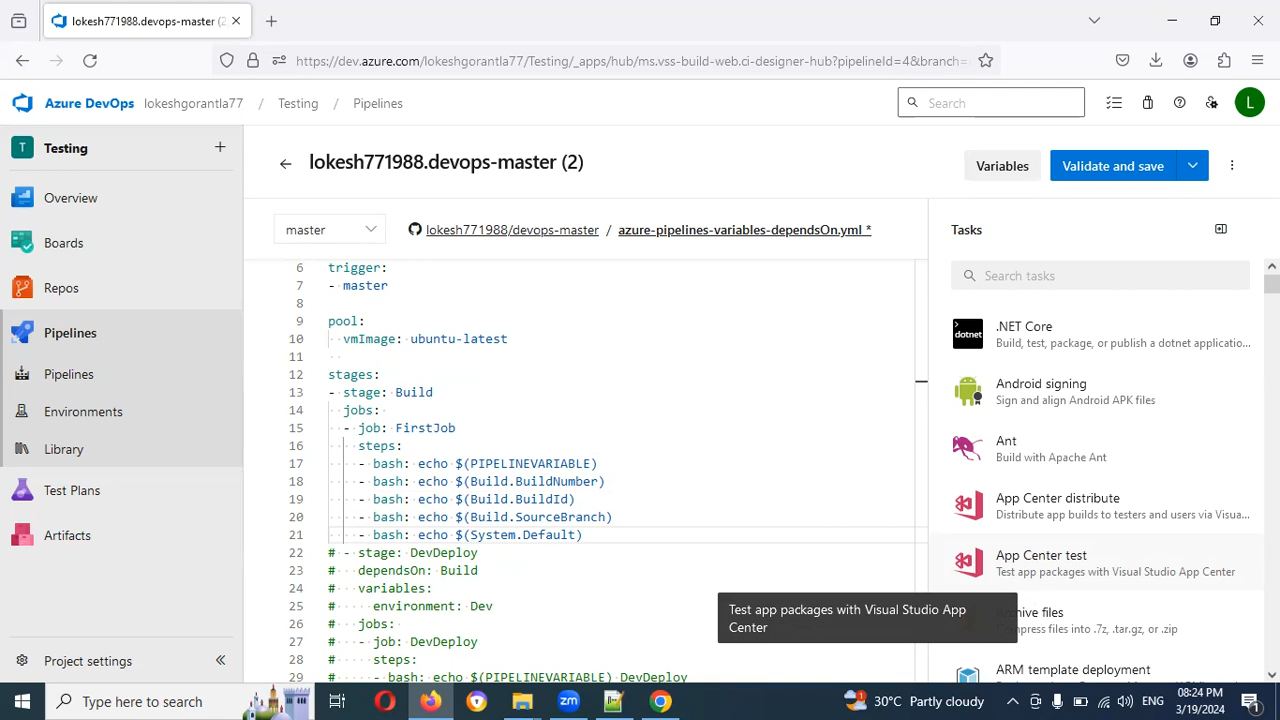 lokesh771988.devops-master (2
https://dev.azure.com/lokeshgorantla77/Testing/_apps/hub/ms.vss-build-web.ci-designer-hub?pipelineId=4&branch=
Azure DevOps lokeshgorantla77 / Testing / Pipelines
Search
L
T Testing
Overview
Boards
Repos
Pipelines
Pipelines
Environments
Library
Test Plans
Artifacts
Project settings
lokesh771988.devops-master (2)
Variables
Validate and save
master
lokesh771988/devops-master / azure-pipelines-variables-dependsOn.yml *
6 trigger:
7 - master
8
9 pool:
10 vmImage: ubuntu-latest
11
12 stages:
13 - stage: Build
14 jobs:
15 - job: FirstJob
16 steps:
17 - bash: echo $(PIPELINEVARIABLE)
18 - bash: echo $(Build.BuildNumber)
19 - bash: echo $(Build.BuildId)
20 - bash: echo $(Build.SourceBranch)
21 - bash: echo $(System.Default)
22 # - stage: DevDeploy
23 # dependsOn: Build
24 # variables:
25 # environment: Dev
26 # jobs:
27 # - job: DevDeploy
28 # steps:
29 # - bash: echo $(PIPELINEVARIABLE) DevDeploy
Tasks
Search tasks
dotnet
.NET Core
Build, test, package, or publish a dotnet applicatio...
Android signing
Sign and align Android APK files
Ant
Build with Apache Ant
App Center distribute
Distribute app builds to testers and users via Visua...
App Center test
Test app packages with Visual Studio App Center
Test app packages with Visual Studio App
Center
files
files into .7z, .tar.gz, or .zip
ARM template deployment
Type here to search
30°C Partly cloudy
ENG
08:24 PM
3/19/2024
1